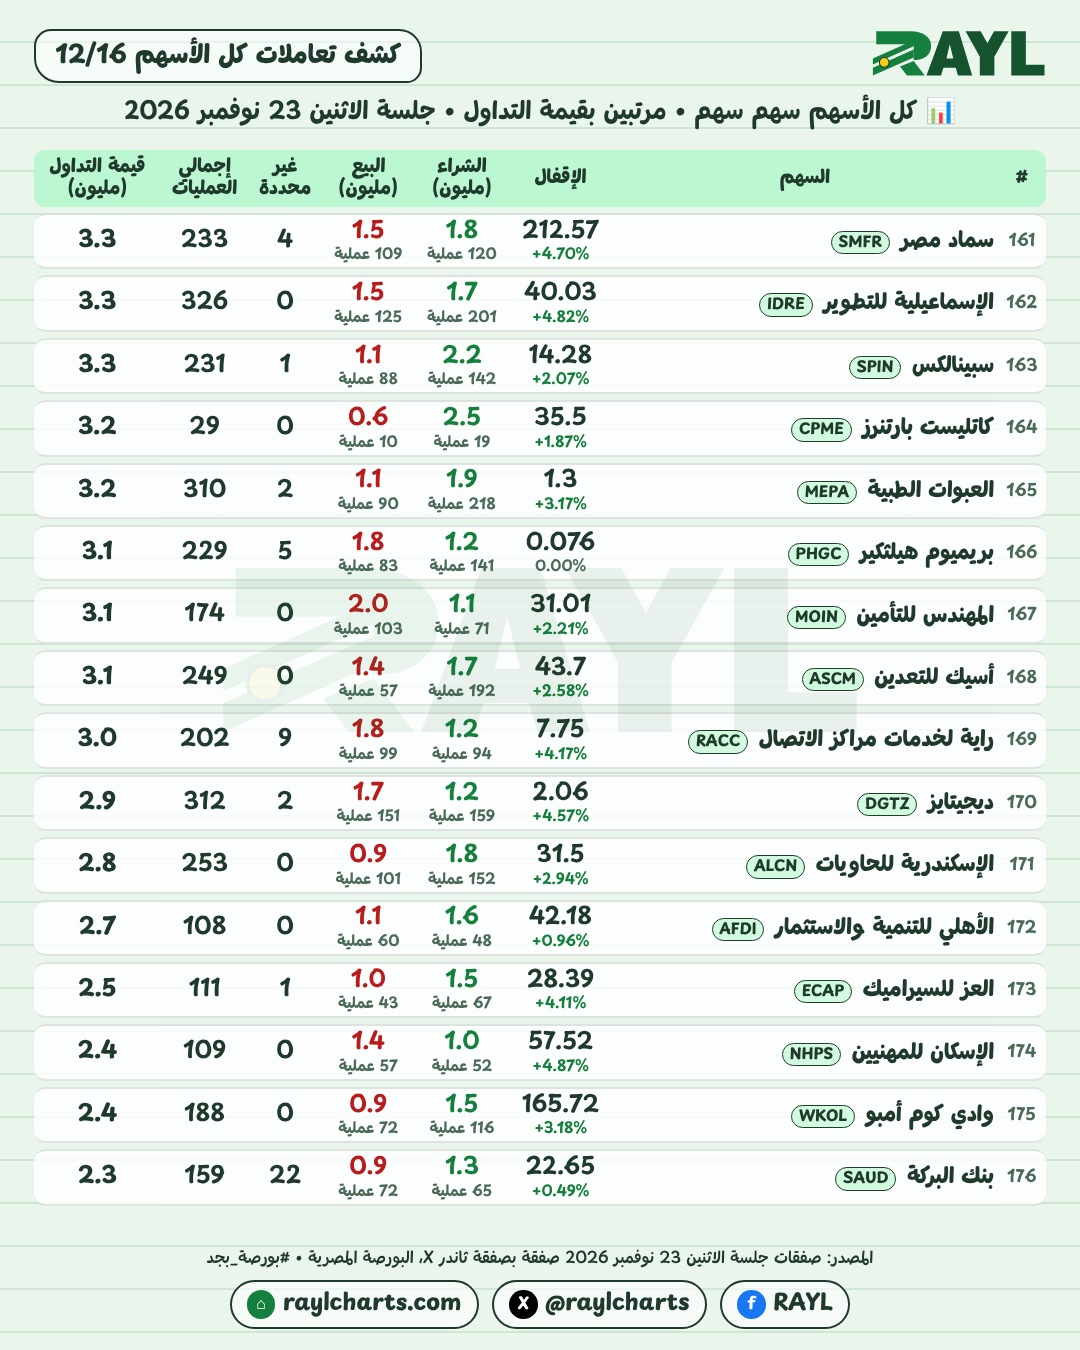 RAYL
كشف تعاملات كل الأسهم 12/16
📊 كل الأسهم سهم سهم • مرتبين بقيمة التداول • جلسة الاثنين 23 نوفمبر 2026
# السهم الإقفال الشراء (مليون) البيع (مليون) غير محددة إجمالي العمليات قيمة التداول (مليون)
161 سماد مصر SMFR 212.57 1.8 1.5 4 233 3.3
+4.70% 120 عملية 109 عملية
162 الإسماعيلية للتطوير IDRE 40.03 1.7 1.5 0 326 3.3
+4.82% 201 عملية 125 عملية
163 سبينالكس SPIN 14.28 2.2 1.1 1 231 3.3
+2.07% 142 عملية 88 عملية
164 كاتليست بارتنرز CPME 35.5 2.5 0.6 0 29 3.2
+1.87% 19 عملية 10 عملية
165 العبوات الطبية MEPA 1.3 1.9 1.1 2 310 3.2
+3.17% 218 عملية 90 عملية
166 بريميوم هيلثكير PHGC 0.076 1.2 1.8 5 229 3.1
0.00% 141 عملية 83 عملية
167 المهندس للتأمين MOIN 31.01 1.1 2.0 0 174 3.1
+2.21% 71 عملية 103 عملية
168 أسيك للتعدين ASCM 43.7 1.7 1.4 0 249 3.1
+2.58% 192 عملية 57 عملية
169 راية لخدمات مراكز الاتصال RACC 7.75 1.2 1.8 9 202 3.0
+4.17% 94 عملية 99 عملية
170 ديجيتايز DGTZ 2.06 1.2 1.7 2 312 2.9
+4.57% 159 عملية 151 عملية
171 الإسكندرية للحاويات ALCN 31.5 1.8 0.9 0 253 2.8
+2.94% 152 عملية 101 عملية
172 الأهلي للتنمية والاستثمار AFDI 42.18 1.6 1.1 0 108 2.7
+0.96% 48 عملية 60 عملية
173 العز للسيراميك ECAP 28.39 1.5 1.0 1 111 2.5
+4.11% 67 عملية 43 عملية
174 الإسكان للمهنيين NHPS 57.52 1.0 1.4 0 109 2.4
+4.87% 52 عملية 57 عملية
175 وادي كوم أمبو WKOL 165.72 1.5 0.9 0 188 2.4
+3.18% 116 عملية 72 عملية
176 بنك البركة SAUD 22.65 1.3 0.9 22 159 2.3
+0.49% 65 عملية 72 عملية
المصدر: صفقات جلسة الاثنين 23 نوفمبر 2026 صفقة بصفقة ثاندر X، البورصة المصرية • #بورصة_بجد
RAYL
@raylcharts
raylcharts.com